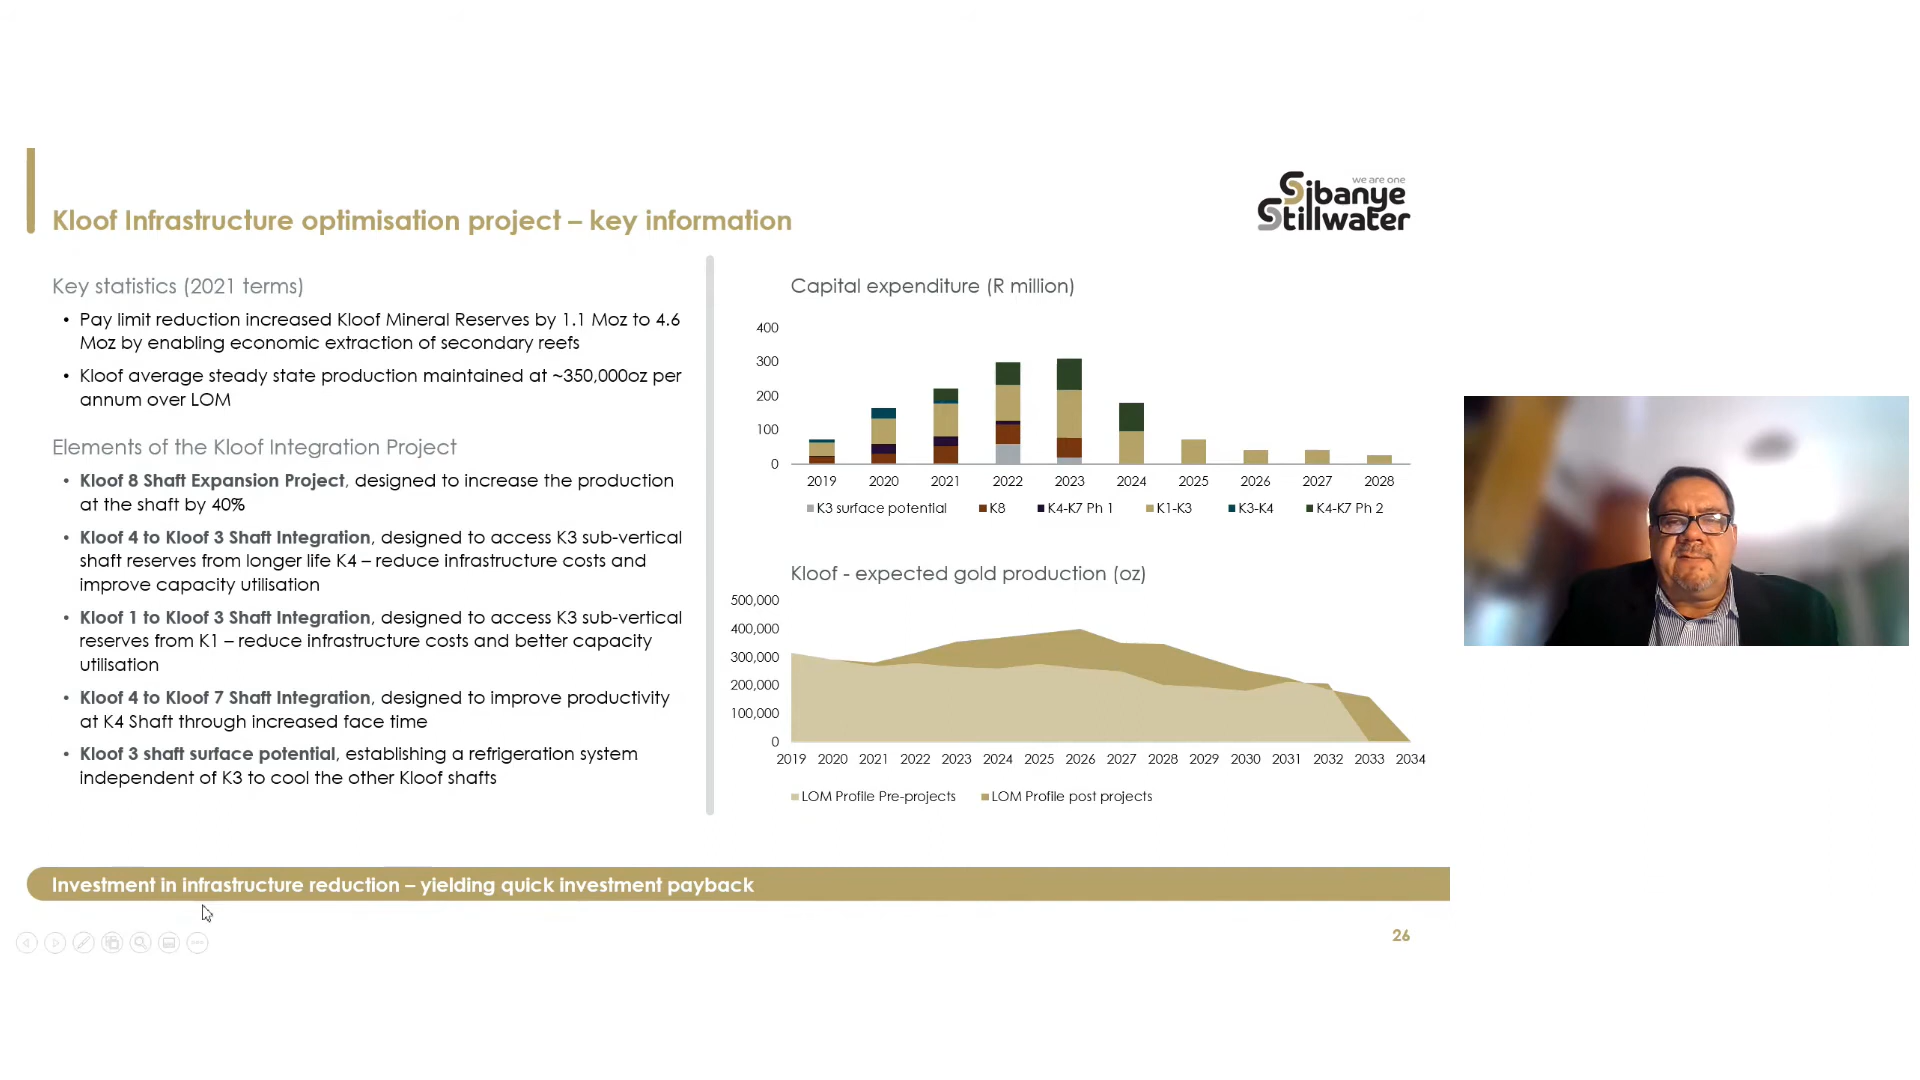 we are one
Sibanye
Stillwater
Kloof Infrastructure optimisation project – key information
Key statistics (2021 terms)
• Pay limit reduction increased Kloof Mineral Reserves by 1.1 Moz to 4.6
Moz by enabling economic extraction of secondary reefs
• Kloof average steady state production maintained at ~350,000oz per
annum over LOM
Elements of the Kloof Integration Project
• Kloof 8 Shaft Expansion Project, designed to increase the production
at the shaft by 40%
• Kloof 4 to Kloof 3 Shaft Integration, designed to access K3 sub-vertical
shaft reserves from longer life K4 – reduce infrastructure costs and
improve capacity utilisation
• Kloof 1 to Kloof 3 Shaft Integration, designed to access K3 sub-vertical
reserves from K1 – reduce infrastructure costs and better capacity
utilisation
• Kloof 4 to Kloof 7 Shaft Integration, designed to improve productivity
at K4 Shaft through increased face time
• Kloof 3 shaft surface potential, establishing a refrigeration system
independent of K3 to cool the other Kloof shafts
Capital expenditure (R million)
400
300
200
100
0
2019 2020 2021 2022 2023 2024 2025 2026 2027 2028
K3 surface potential K8 K4-K7 Ph 1 K1-K3 K3-K4 K4-K7 Ph 2
Kloof - expected gold production (oz)
500,000
400,000
300,000
200,000
100,000
0
2019 2020 2021 2022 2023 2024 2025 2026 2027 2028 2029 2030 2031 2032 2033 2034
LOM Profile Pre-projects LOM Profile post projects
Investment in infrastructure reduction – yielding quick investment payback
26